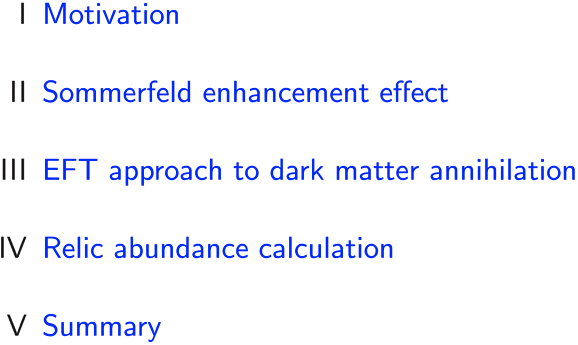 I Motivation
II Sommerfeld enhancement effect
III EFT approach to dark matter annihilation
IV Relic abundance calculation
V Summary